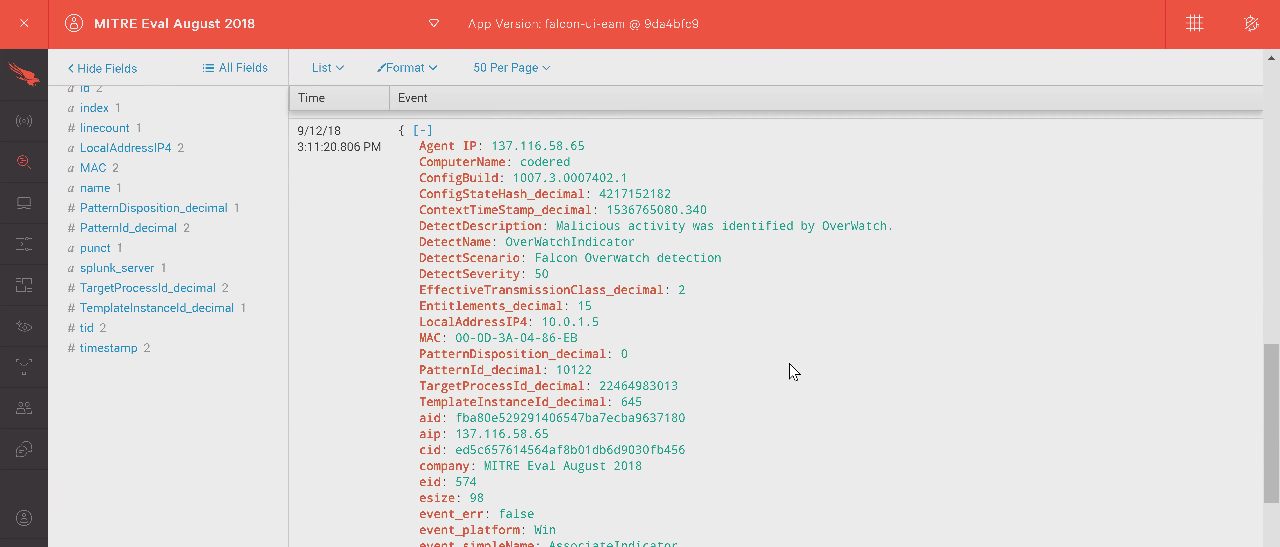 MITRE Eval August 2018
App Version: falcon-ui-eam @ 9da4bfc9
Hide Fields
All Fields
List
Format
50 Per Page
a id 2
a index 1
# linecount 1
a LocalAddressIP4 2
a MAC 2
a name 1
# PatternDisposition_decimal 1
# PatternId_decimal 2
a punct 1
a splunk_server 1
# TargetProcessId_decimal 2
# TemplateInstanceId_decimal 1
# tid 2
# timestamp 2
Time
Event
9/12/18
3:11:20.806 PM
{ [-]
Agent IP: 137.116.58.65
ComputerName: codered
ConfigBuild: 1007.3.0007402.1
ConfigStateHash_decimal: 4217152182
ContextTimeStamp_decimal: 1536765080.340
DetectDescription: Malicious activity was identified by OverWatch.
DetectName: OverWatchIndicator
DetectScenario: Falcon Overwatch detection
DetectSeverity: 50
EffectiveTransmissionClass_decimal: 2
Entitlements_decimal: 15
LocalAddressIP4: 10.0.1.5
MAC: 00-0D-3A-04-86-EB
PatternDisposition_decimal: 0
PatternId_decimal: 10122
TargetProcessId_decimal: 22464983013
TemplateInstanceId_decimal: 645
aid: fba80e529291406547ba7ecba9637180
aip: 137.116.58.65
cid: ed5c657614564af8b01db6d9030fb456
company: MITRE Eval August 2018
eid: 574
esize: 98
event_err: false
event_platform: Win
event_simpleName: AssociateIndicator